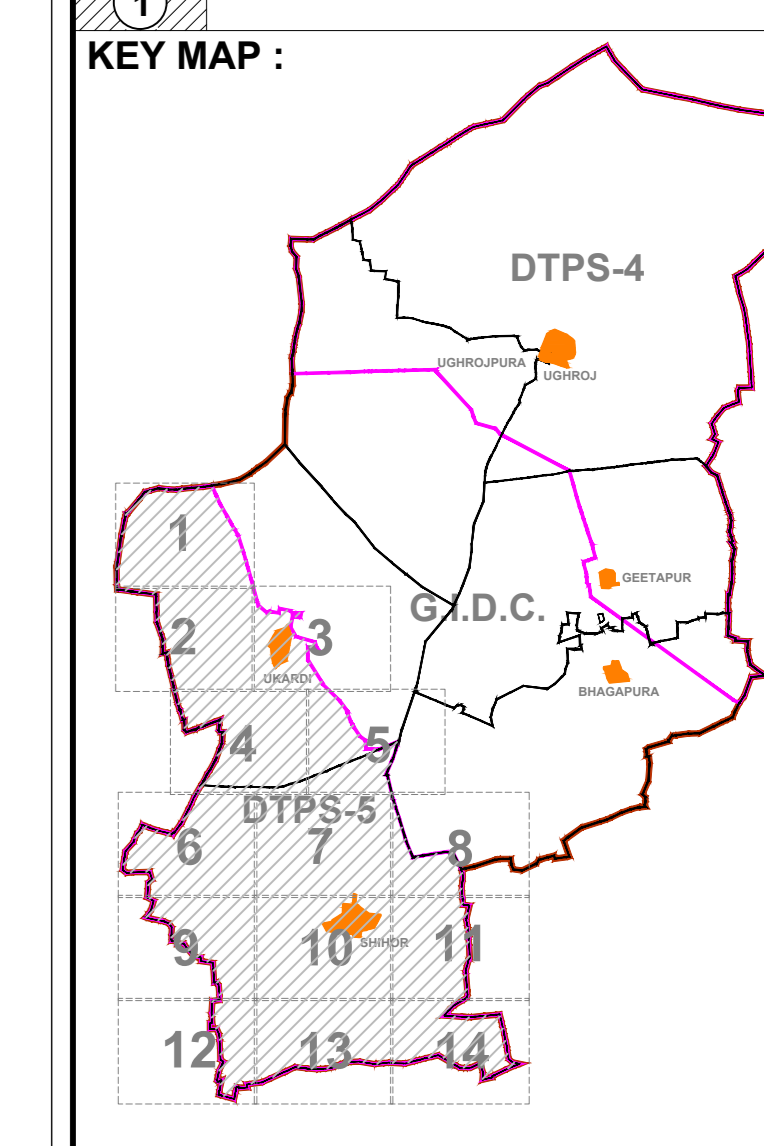 1
KEY MAP :
DTPS-4
UGHROJPURA
UGHROJ
1
GEETAPUR
G.I.D.C.
2
3
UKARDI
BHAGAPURA
4
5
DTPS-5
6
7
8
9
10
SHIHOR
11
12
13
14